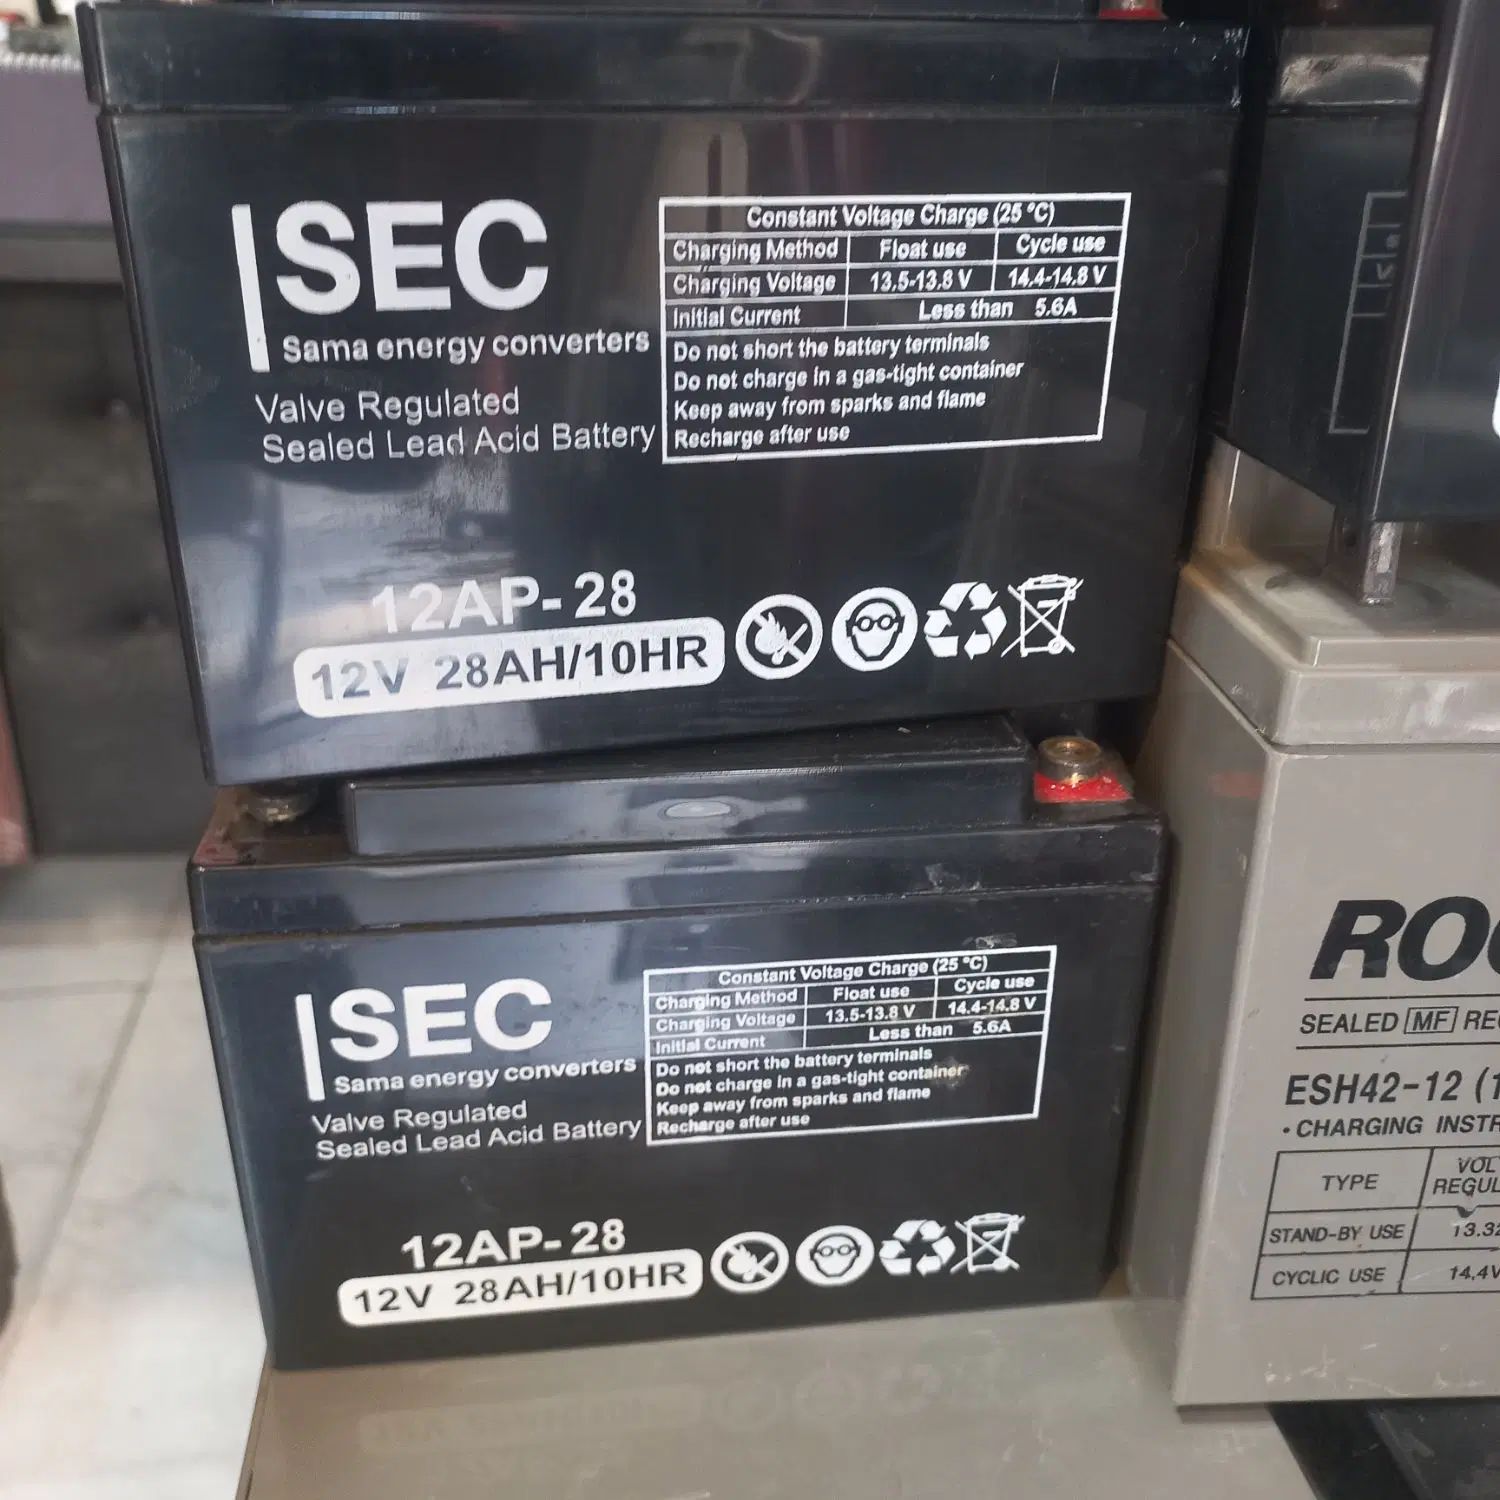 SEC
Sama energy converters
Valve Regulated
Sealed Lead Acid Battery
Constant Voltage Charge (25 °C)
Charging Method Float use Cycle use
Charging Voltage 13.5-13.8 V 14.4-14.8 V
Initial Current Less than 5.6A
Do not short the battery terminals
Do not charge in a gas-tight container
Keep away from sparks and flame
Recharge after use
12AP-28
12V 28AH/10HR
SEC
Sama energy converters
Valve Regulated
Sealed Lead Acid Battery
Constant Voltage Charge (25 °C)
Charging Method Float use Cycle use
Charging Voltage 13.5-13.8 V 14.4-14.8 V
Initial Current Less than 5.6A
Do not short the battery terminals
Do not charge in a gas-tight container
Keep away from sparks and flame
Recharge after use
12AP-28
12V 28AH/10HR
SEALED MF
ESH42-12
• CHARGING
TYPE
STAND-BY USE
CYCLIC USE 14,4V